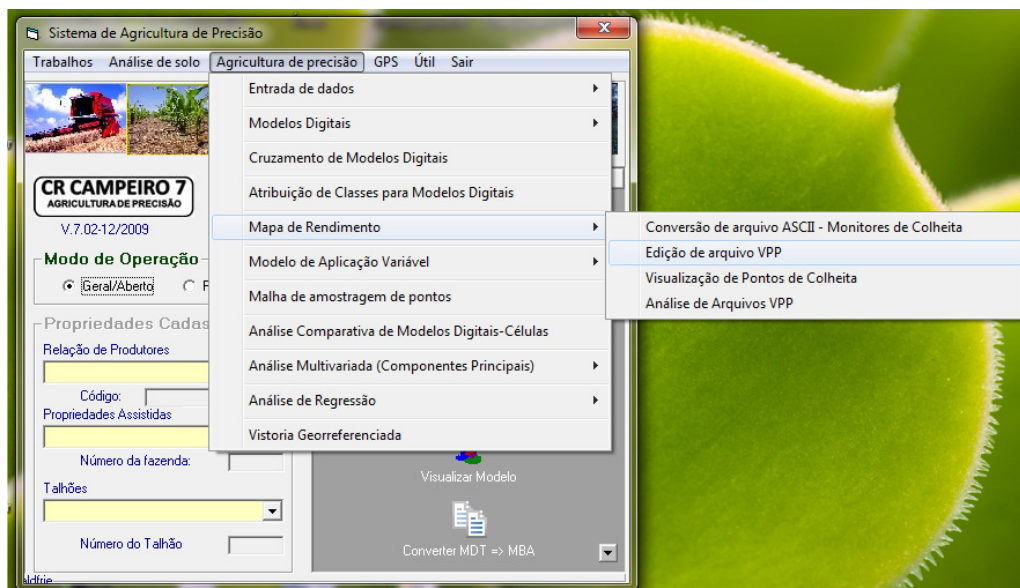 Sistema de Agricultura de Precisão
Trabalhos Análise de solo Agricultura de precisão GPS Útil Sair
Entrada de dados
Modelos Digitais
Cruzamento de Modelos Digitais
Atribuição de Classes para Modelos Digitais
Mapa de Rendimento
Modelo de Aplicação Variável
Malha de amostragem de pontos
Análise Comparativa de Modelos Digitais-Células
Análise Multivariada (Componentes Principais)
Análise de Regressão
Vistoria Georreferenciada
Conversão de arquivo ASCII - Monitores de Colheita
Edição de arquivo VPP
Visualização de Pontos de Colheita
Análise de Arquivos VPP
CR CAMPEIRO 7
AGRICULTURA DE PRECISÃO
V.7.02-12/2009
Modo de Operação
Geral/Aberto
Propriedades Cadas
Relação de Produtores
Código:
Propriedades Assistidas
Número da fazenda:
Talhões
Número do Talhão
Visualizar Modelo
Converter MDT => MBA